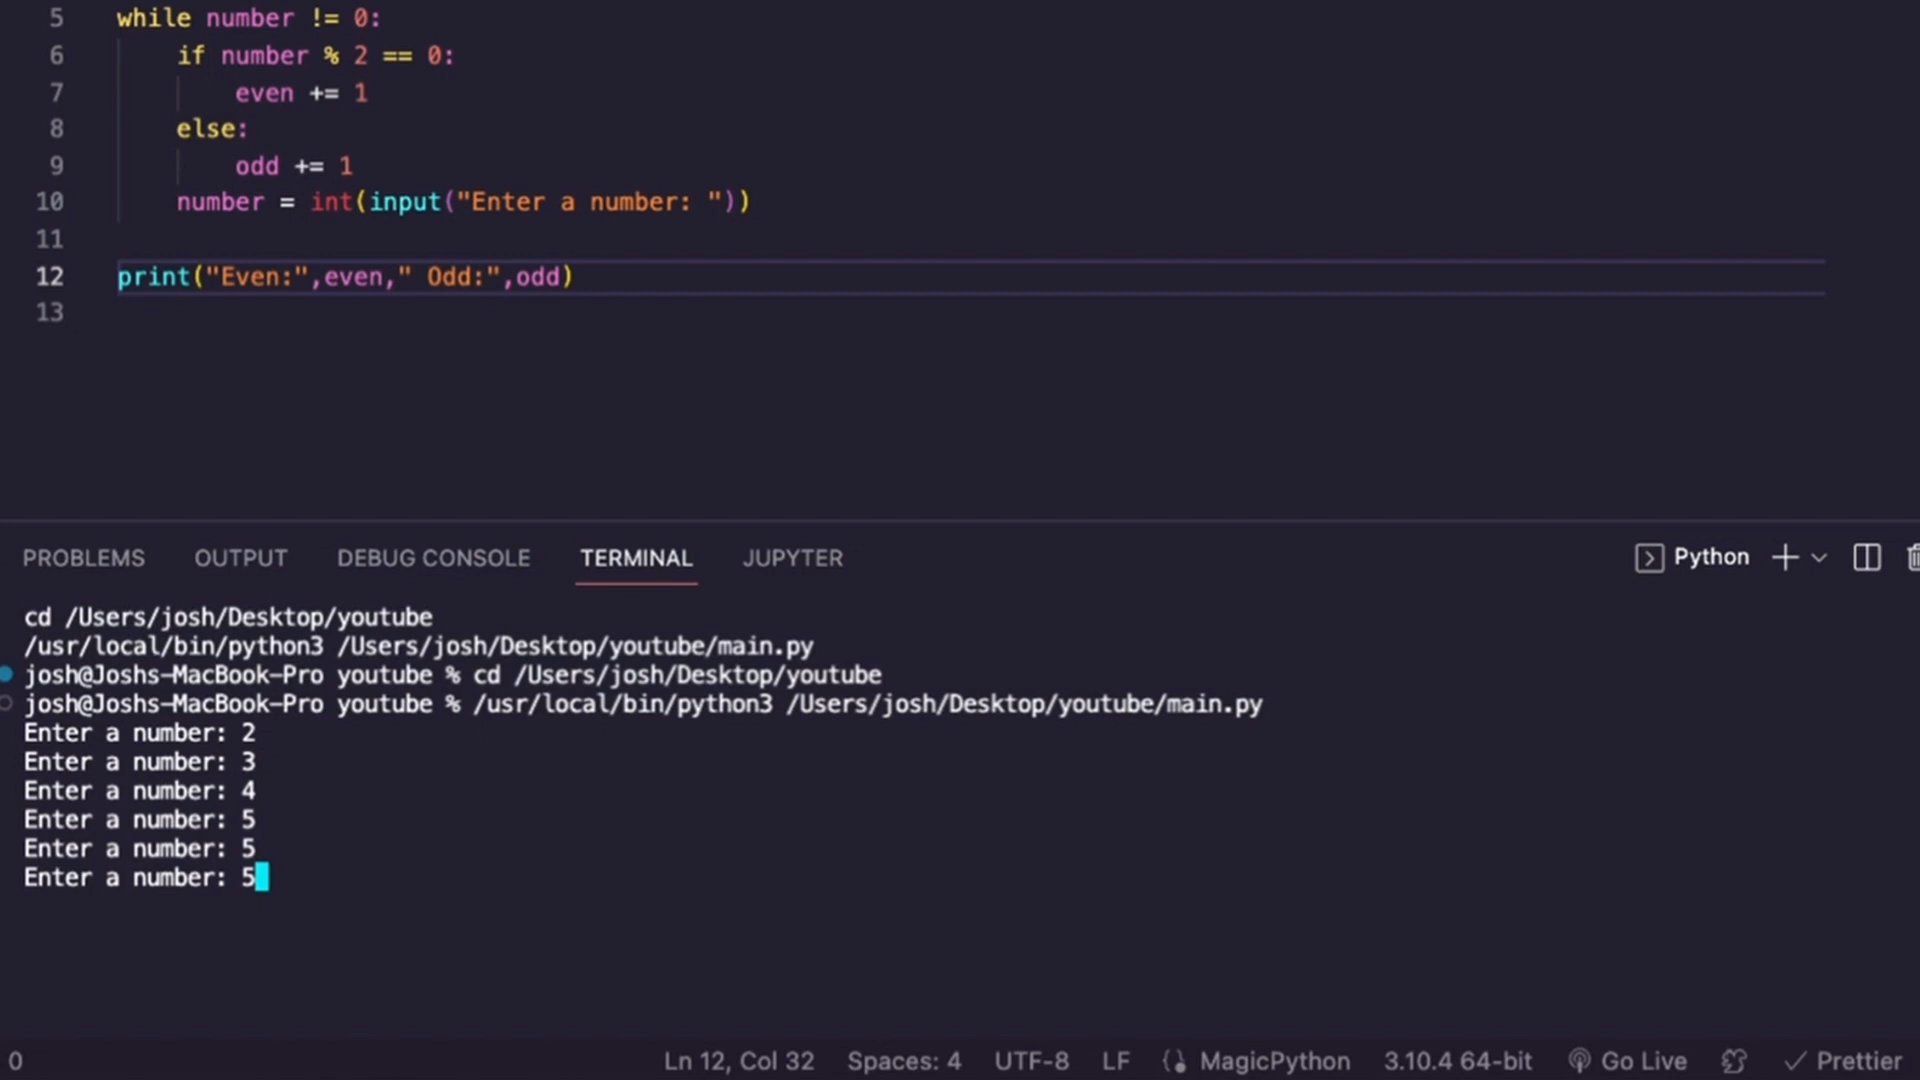 5 while number != 0:
6 if number % 2 == 0:
7 even += 1
8 else:
9 odd += 1
10 number = int(input("Enter a number: "))
11
12 print("Even:",even," Odd:",odd)
13
PROBLEMS OUTPUT DEBUG CONSOLE TERMINAL JUPYTER Python
cd /Users/josh/Desktop/youtube
/usr/local/bin/python3 /Users/josh/Desktop/youtube/main.py
josh@Joshs-MacBook-Pro youtube % cd /Users/josh/Desktop/youtube
josh@Joshs-MacBook-Pro youtube % /usr/local/bin/python3 /Users/josh/Desktop/youtube/main.py
Enter a number: 2
Enter a number: 3
Enter a number: 4
Enter a number: 5
Enter a number: 5
Enter a number: 5
0 Ln 12, Col 32 Spaces: 4 UTF-8 LF MagicPython 3.10.4 64-bit Go Live Prettier